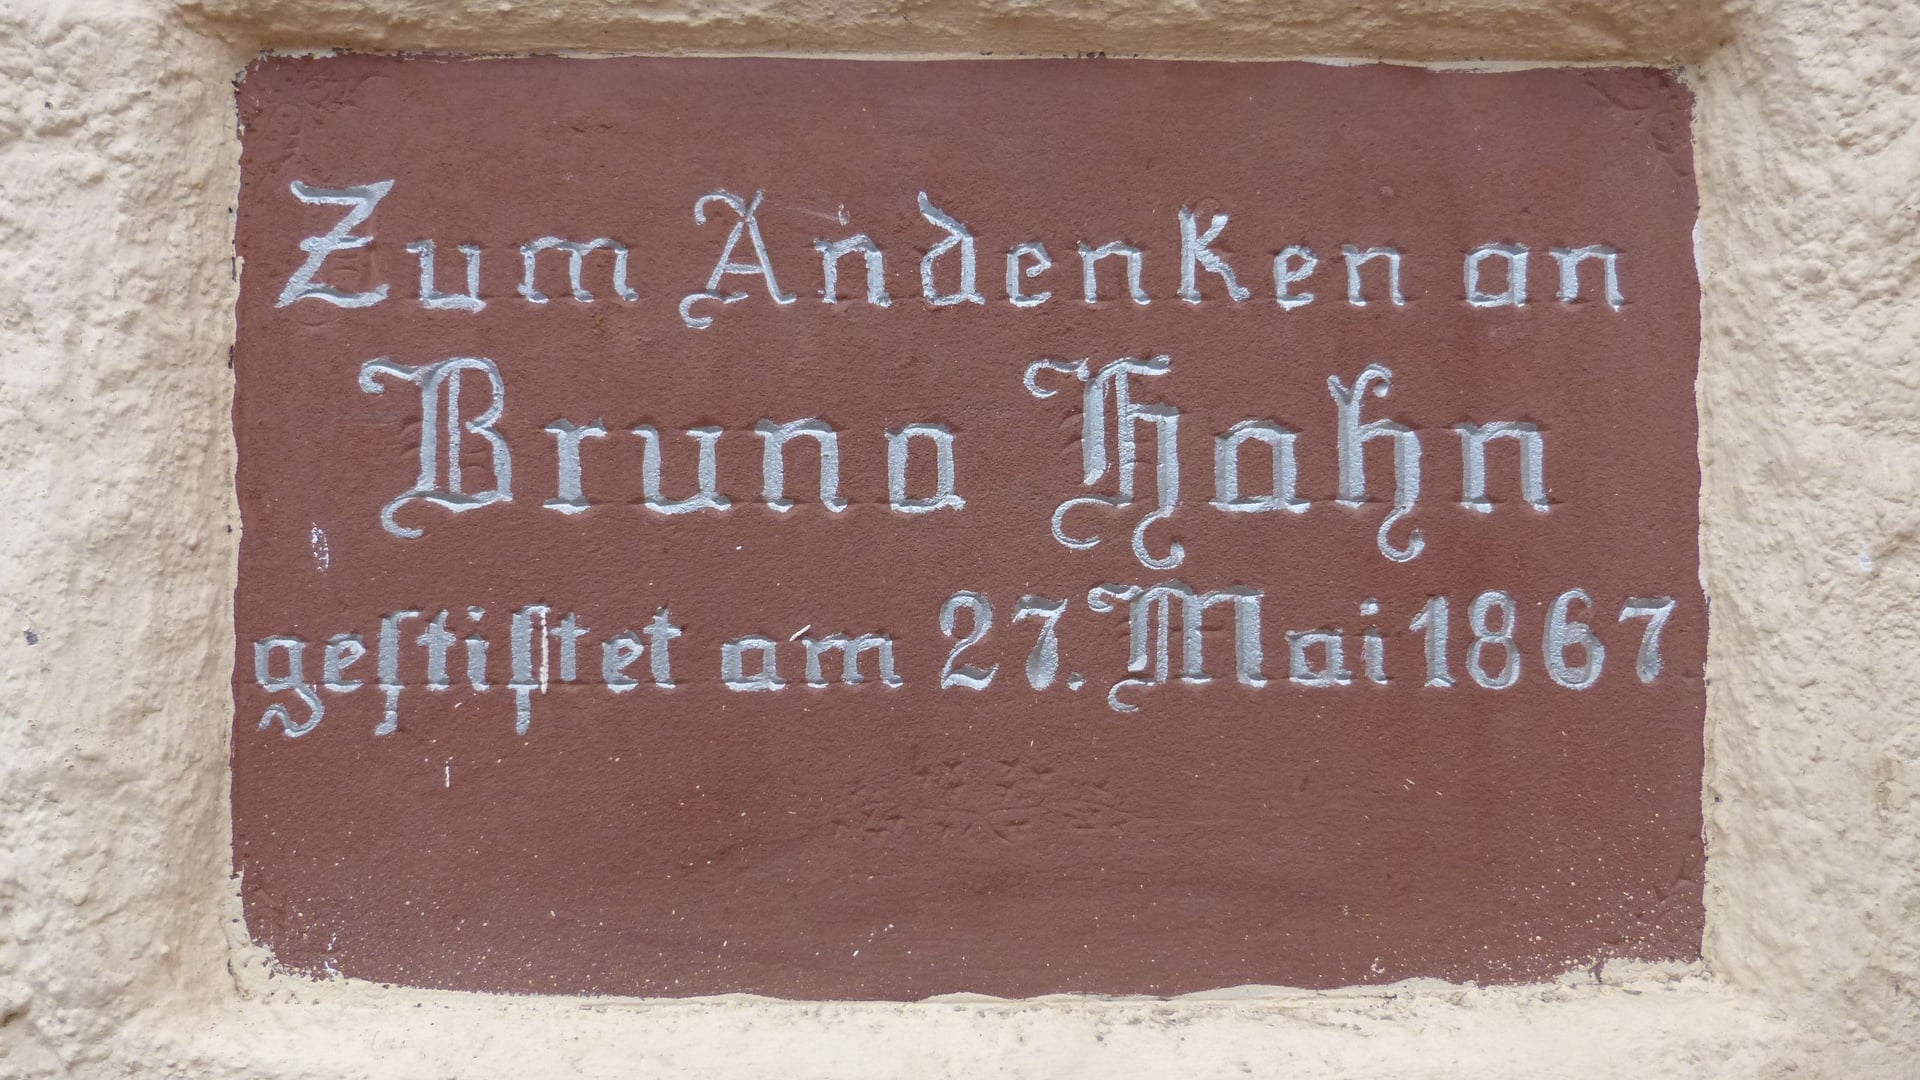 Zum Andenken an
Bruno Hahn
geſtiftet am 27. Mai 1867